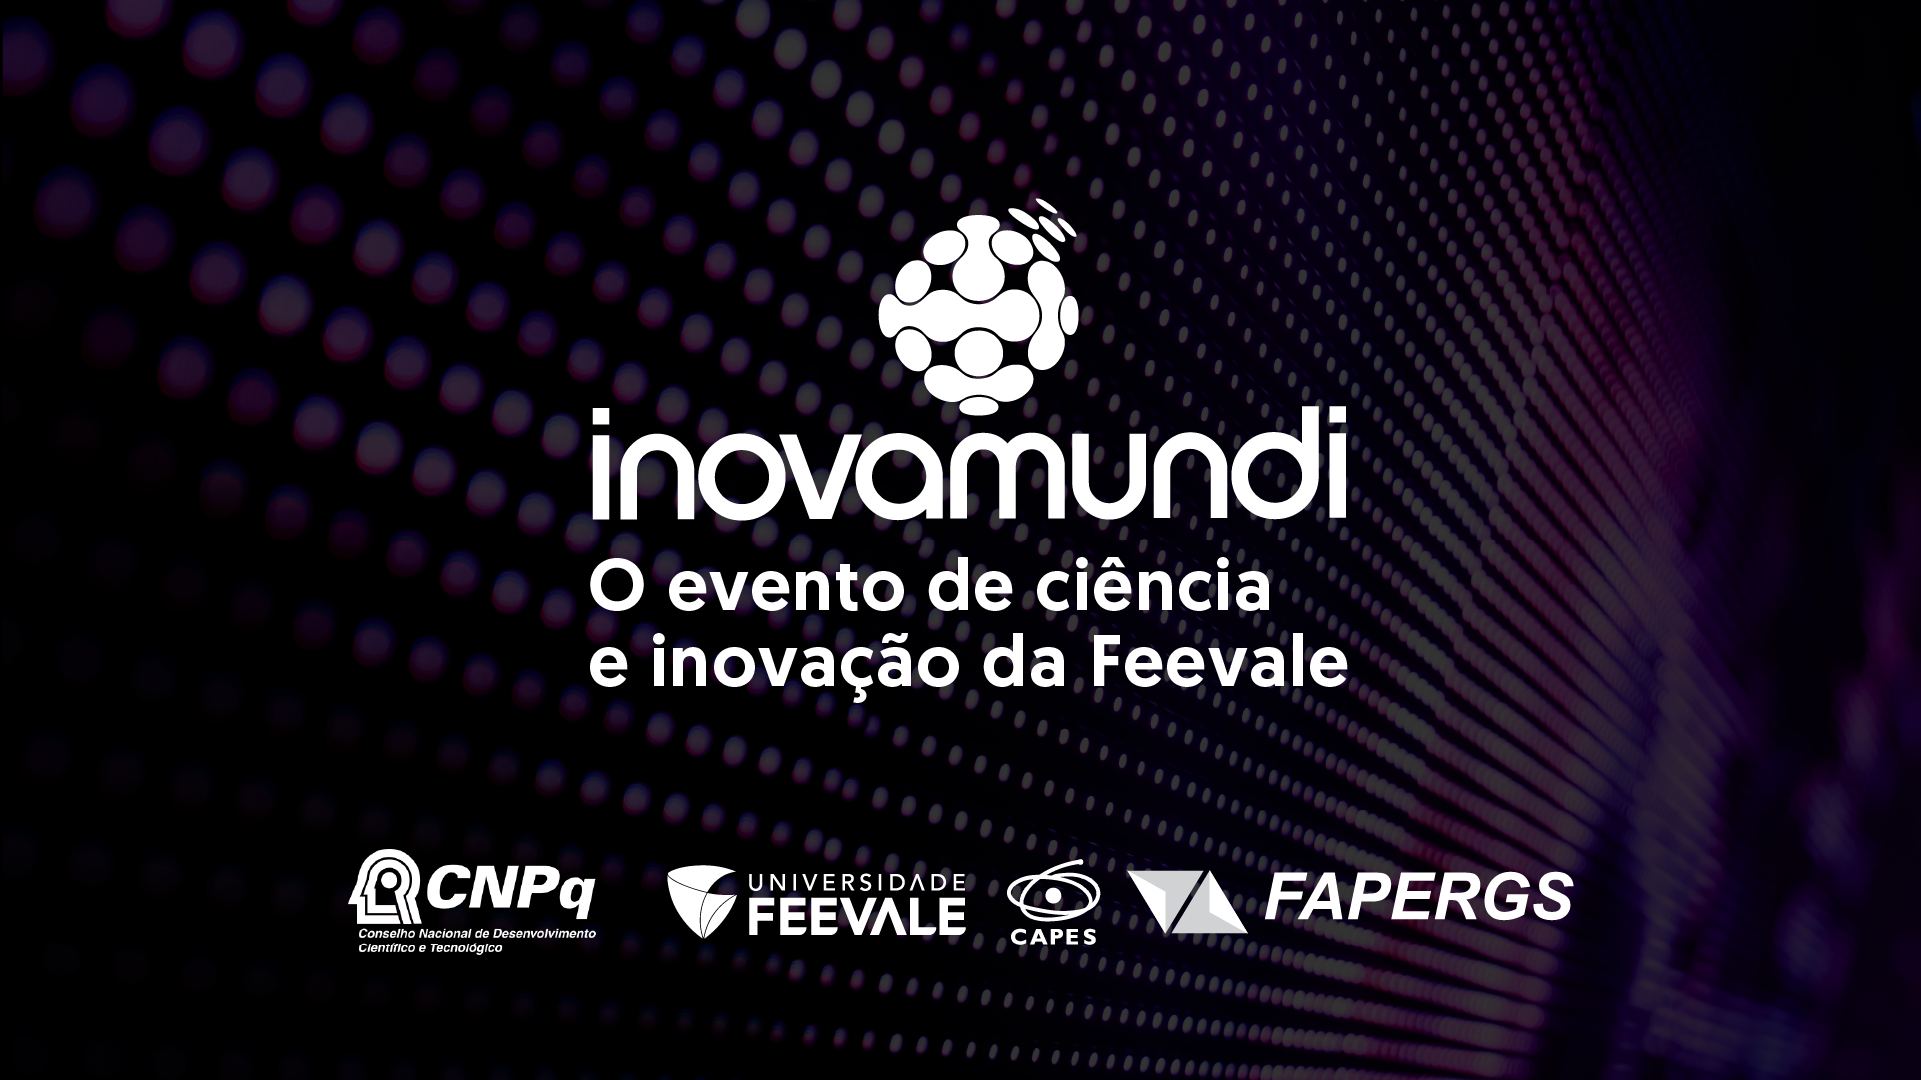 inovamundi
O evento de ciência
e inovação da Feevale
CNPq
Conselho Nacional de Desenvolvimento
Científico e Tecnológico
UNIVERSIDADE
FEEVALE
CAPES
FAPERGS